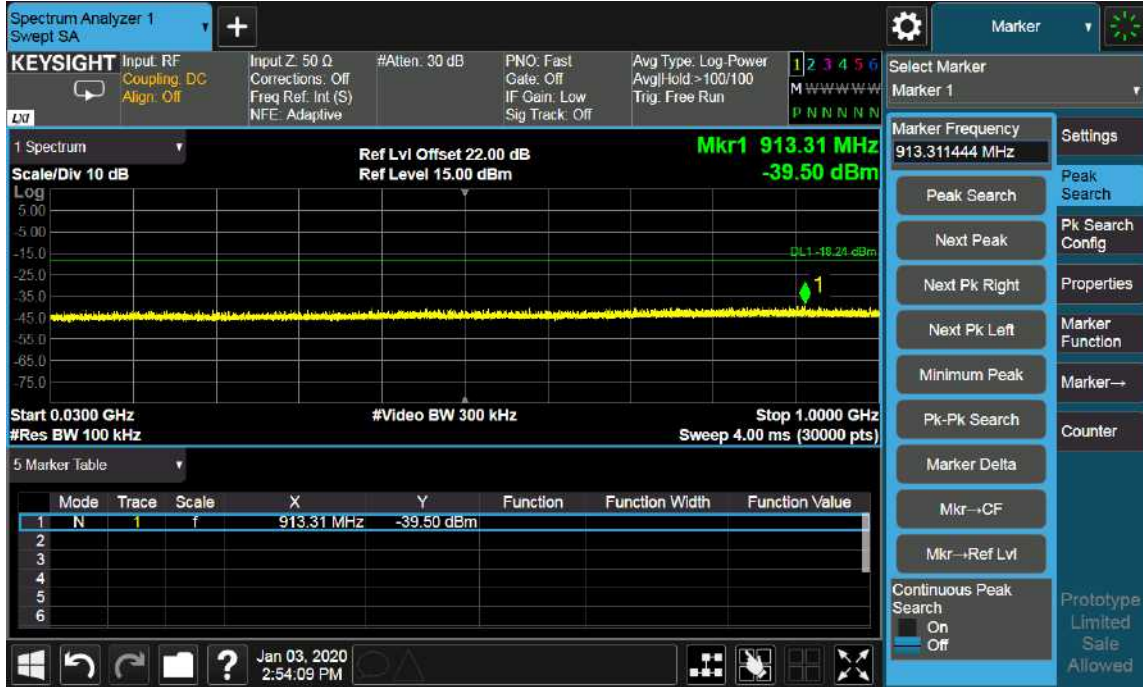 Spectrum Analyzer 1
Swept SA
+
Marker
KEYSIGHT
Input: RF
Coupling: DC
Align: Off
Input Z: 50 Ω
Corrections: Off
Freq Ref: Int (S)
NFE: Adaptive
#Atten: 30 dB
PNO: Fast
Gate: Off
IF Gain: Low
Sig Track: Off
Avg Type: Log-Power
Avg|Hold:>100/100
Trig: Free Run
1 2 3 4 5 6
M W W W W W
P N N N N N
LXI
Select Marker
Marker 1
1 Spectrum
Scale/Div 10 dB
Ref Lvl Offset 22.00 dB
Ref Level 15.00 dBm
Mkr1 913.31 MHz
-39.50 dBm
Log
5.00
-5.00
-15.0
-25.0
-35.0
-45.0
-55.0
-65.0
-75.0
DL1 -18.24 dBm
1
Start 0.0300 GHz
#Res BW 100 kHz
#Video BW 300 kHz
Stop 1.0000 GHz
Sweep 4.00 ms (30000 pts)
5 Marker Table
Mode Trace Scale X Y Function Function Width Function Value
1 N 1 f 913.31 MHz -39.50 dBm
2
3
4
5
6
Marker Frequency
913.311444 MHz
Peak Search
Next Peak
Next Pk Right
Next Pk Left
Minimum Peak
Pk-Pk Search
Marker Delta
Mkr→CF
Mkr→Ref Lvl
Continuous Peak
Search
On
Off
Settings
Peak
Search
Pk Search
Config
Properties
Marker
Function
Marker→
Counter
Prototype
Limited
Sale
Allowed
?
Jan 03, 2020
2:54:09 PM